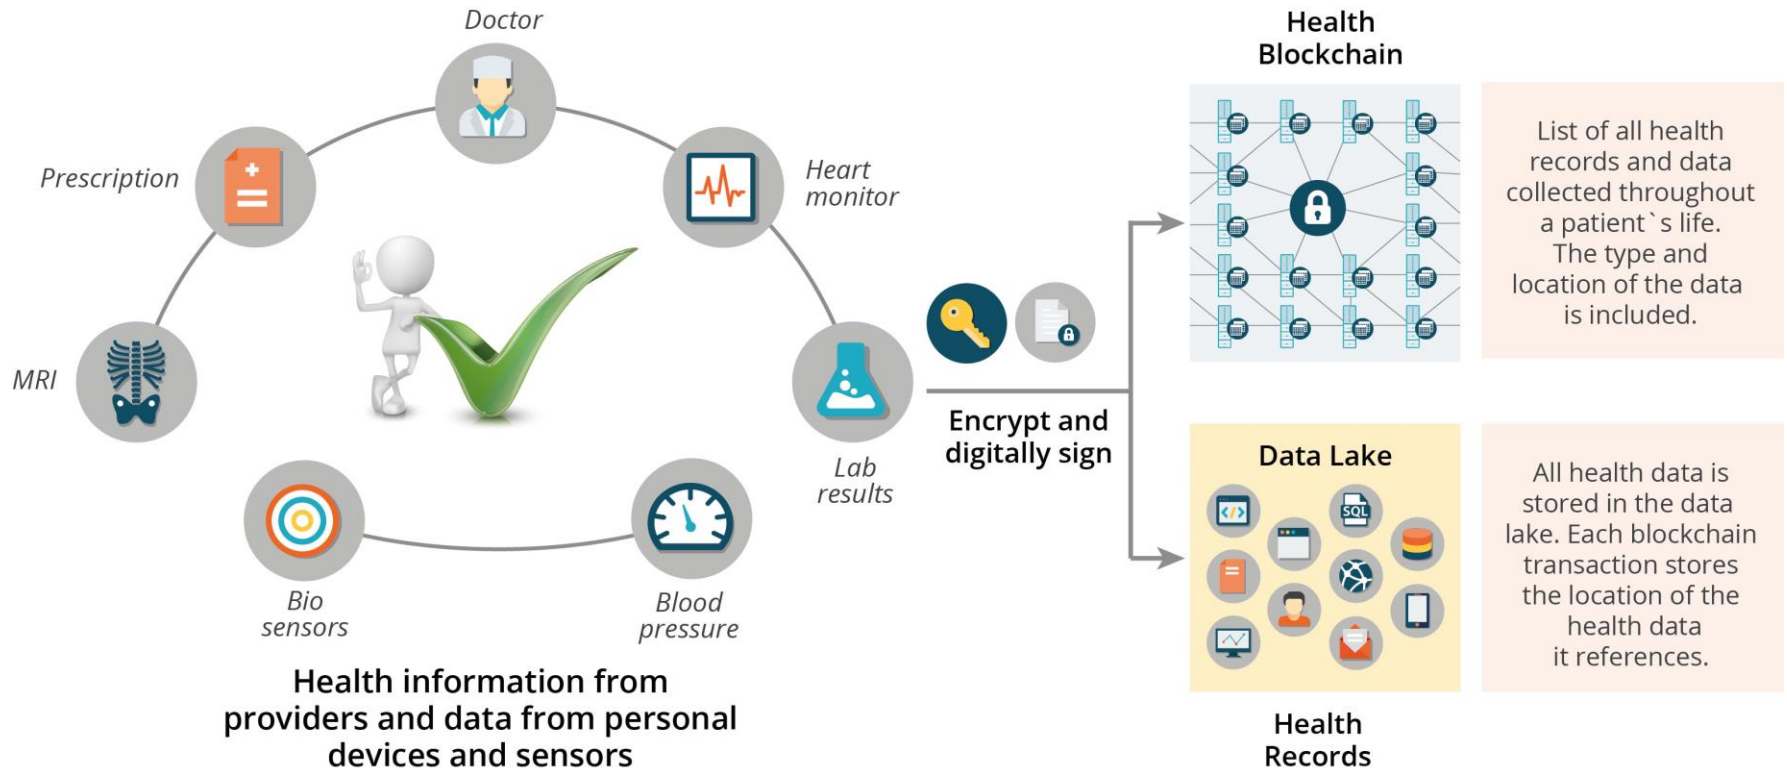 Doctor
Prescription
Heart
monitor
MRI
Lab
results
Bio
sensors
Blood
pressure
Health information from
providers and data from personal
devices and sensors
Encrypt and
digitally sign
Health
Blockchain
List of all health
records and data
collected throughout
a patient`s life.
The type and
location of the data
is included.
Data Lake
</>
SQL
Health
Records
All health data is
stored in the data
lake. Each blockchain
transaction stores
the location of the
health data
it references.